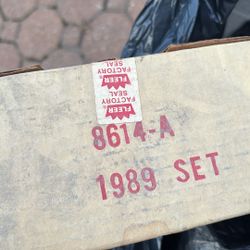 FLEER
FACTORY
SEAL
FLEER
FACTORY
SEAL
8614-A
1989 SET